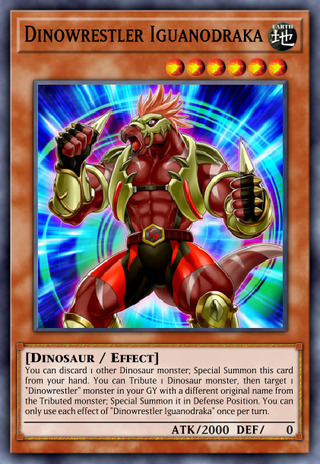 Dinowrestler Iguanodraka
EARTH
地
[Dinosaur / Effect]
You can discard 1 other Dinosaur monster; Special Summon this
card from your hand. You can Tribute 1 Dinosaur monster, then target 1
"Dinowrestler" monster in your GY with a different original name from
the Tributed monster; Special Summon it in Defense Position. You can
only use each effect of "Dinowrestler Iguanodraka" once per turn.
ATK/2000 DEF/ 0